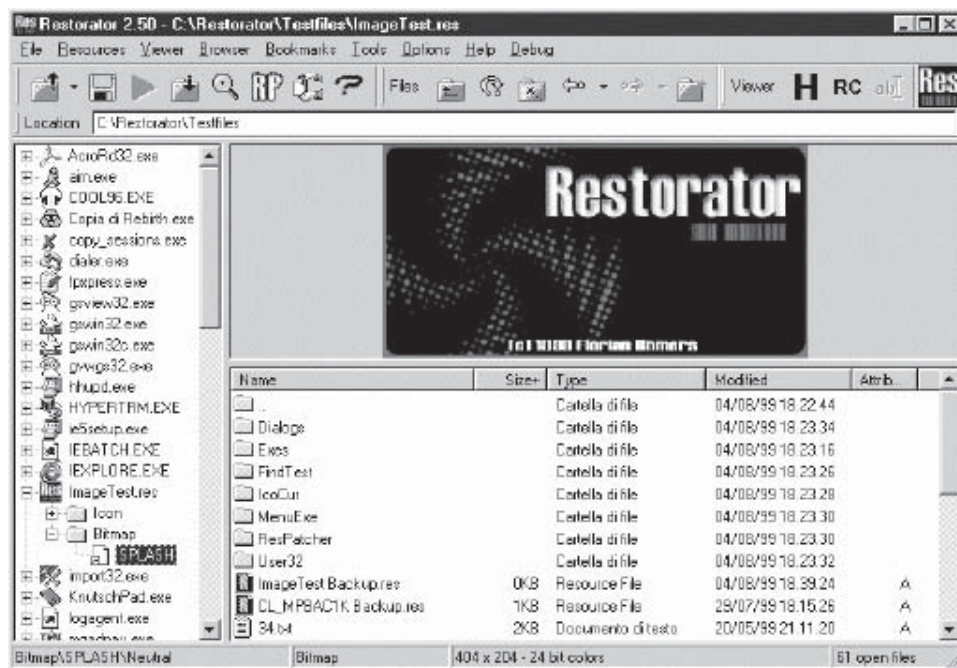 Restorator 2.50 - C:\Restorator\Testfiles\ImageTest.res
File Resources Viewer Browser Bookmarks Tools Options Help Debug
Files Viewer H RC ab Res
Location C:\Restorator\Testfiles
AcroRd32.exe
aim.exe
COOL96.EXE
Copia di Rebirth.exe
copy_sessions.exe
dialer.exe
fpxpress.exe
gsview32.exe
gswin32.exe
gswin32c.exe
gvwgs32.exe
hhupd.exe
HYPERTRM.EXE
ie5setup.exe
IEBATCH.EXE
IEXPLORE.EXE
ImageTest.res
Icon
Bitmap
SPLASH
import32.exe
KnutschPad.exe
logagent.exe
Restorator
Name Size+ Type Modified Attrib...
.. Cartella di file 04/08/99 18.22.44
Dialogs Cartella di file 04/08/99 18.23.34
Exes Cartella di file 04/08/99 18.23.16
FindTest Cartella di file 04/08/99 18.23.26
IcoCur Cartella di file 04/08/99 18.23.28
MenuExe Cartella di file 04/08/99 18.23.30
ResPatcher Cartella di file 04/08/99 18.23.30
User32 Cartella di file 04/08/99 18.23.32
ImageTest Backup.res 0KB Resource File 04/08/99 18.39.24 A
CL_MPBAC1K Backup.res 1KB Resource File 29/07/99 18.15.26 A
34.txt 2KB Documento di testo 20/05/99 21.11.20 A
Bitmap\SPLASH\Neutral Bitmap 404 x 204 - 24 bit colors 61 open files